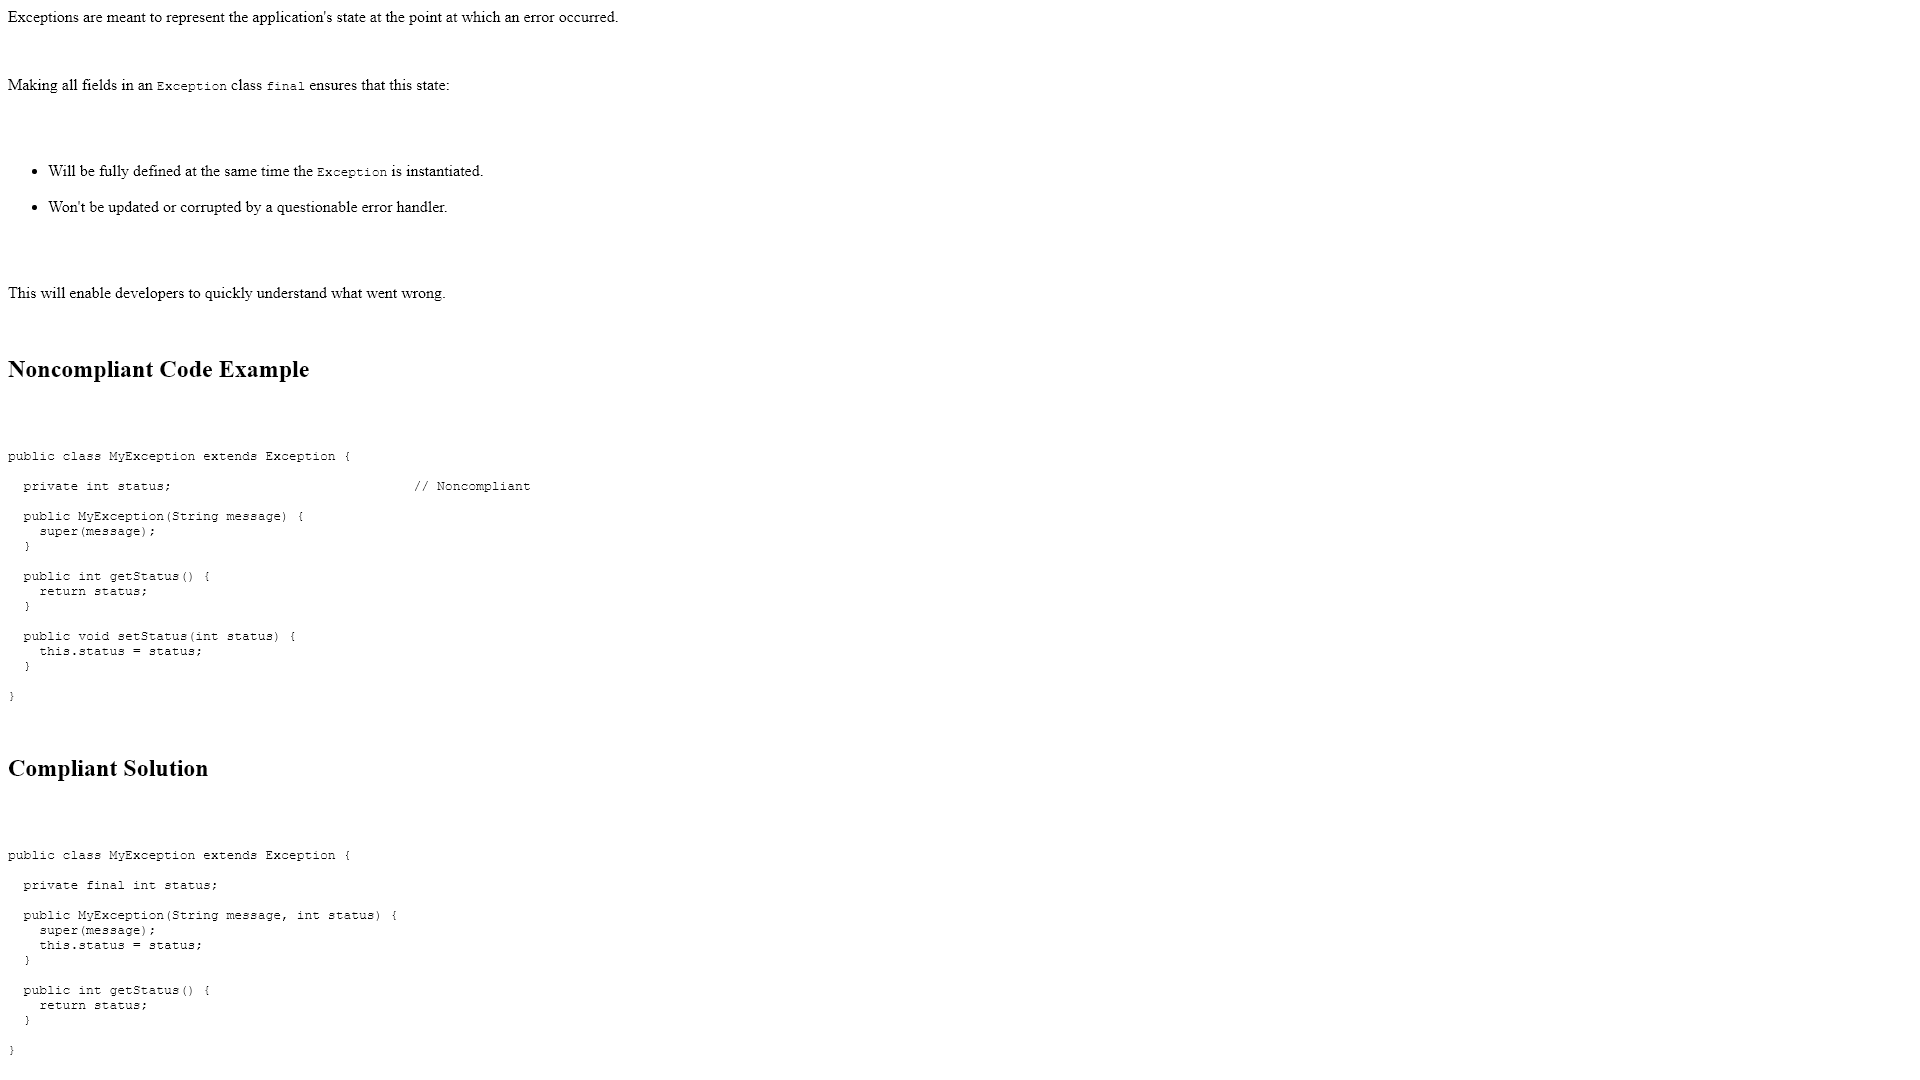 Exceptions are meant to represent the application's state at the point at which an error occurred.
Making all fields in an Exception class final ensures that this state:
• Will be fully defined at the same time the Exception is instantiated.
• Won't be updated or corrupted by a questionable error handler.
This will enable developers to quickly understand what went wrong.
Noncompliant Code Example
public class MyException extends Exception {
  private int status;                               // Noncompliant
  public MyException(String message) {
    super(message);
  }
  public int getStatus() {
    return status;
  }
  public void setStatus(int status) {
    this.status = status;
  }
}
Compliant Solution
public class MyException extends Exception {
  private final int status;
  public MyException(String message, int status) {
    super(message);
    this.status = status;
  }
  public int getStatus() {
    return status;
  }
}